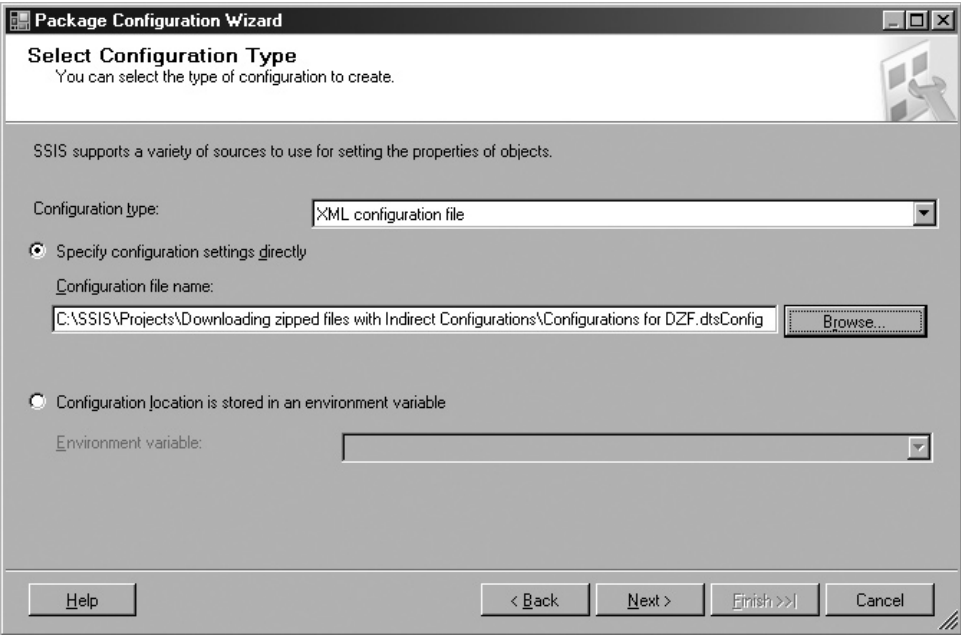 Package Configuration Wizard
Select Configuration Type
You can select the type of configuration to create.
SSIS supports a variety of sources to use for setting the properties of objects.
Configuration type: XML configuration file
Specify configuration settings directly
Configuration file name:
C:\SSIS\Projects\Downloading zipped files with Indirect Configurations\Configurations for DZF.dtsConfig Browse...
Configuration location is stored in an environment variable
Environment variable:
Help < Back Next > Finish >>| Cancel